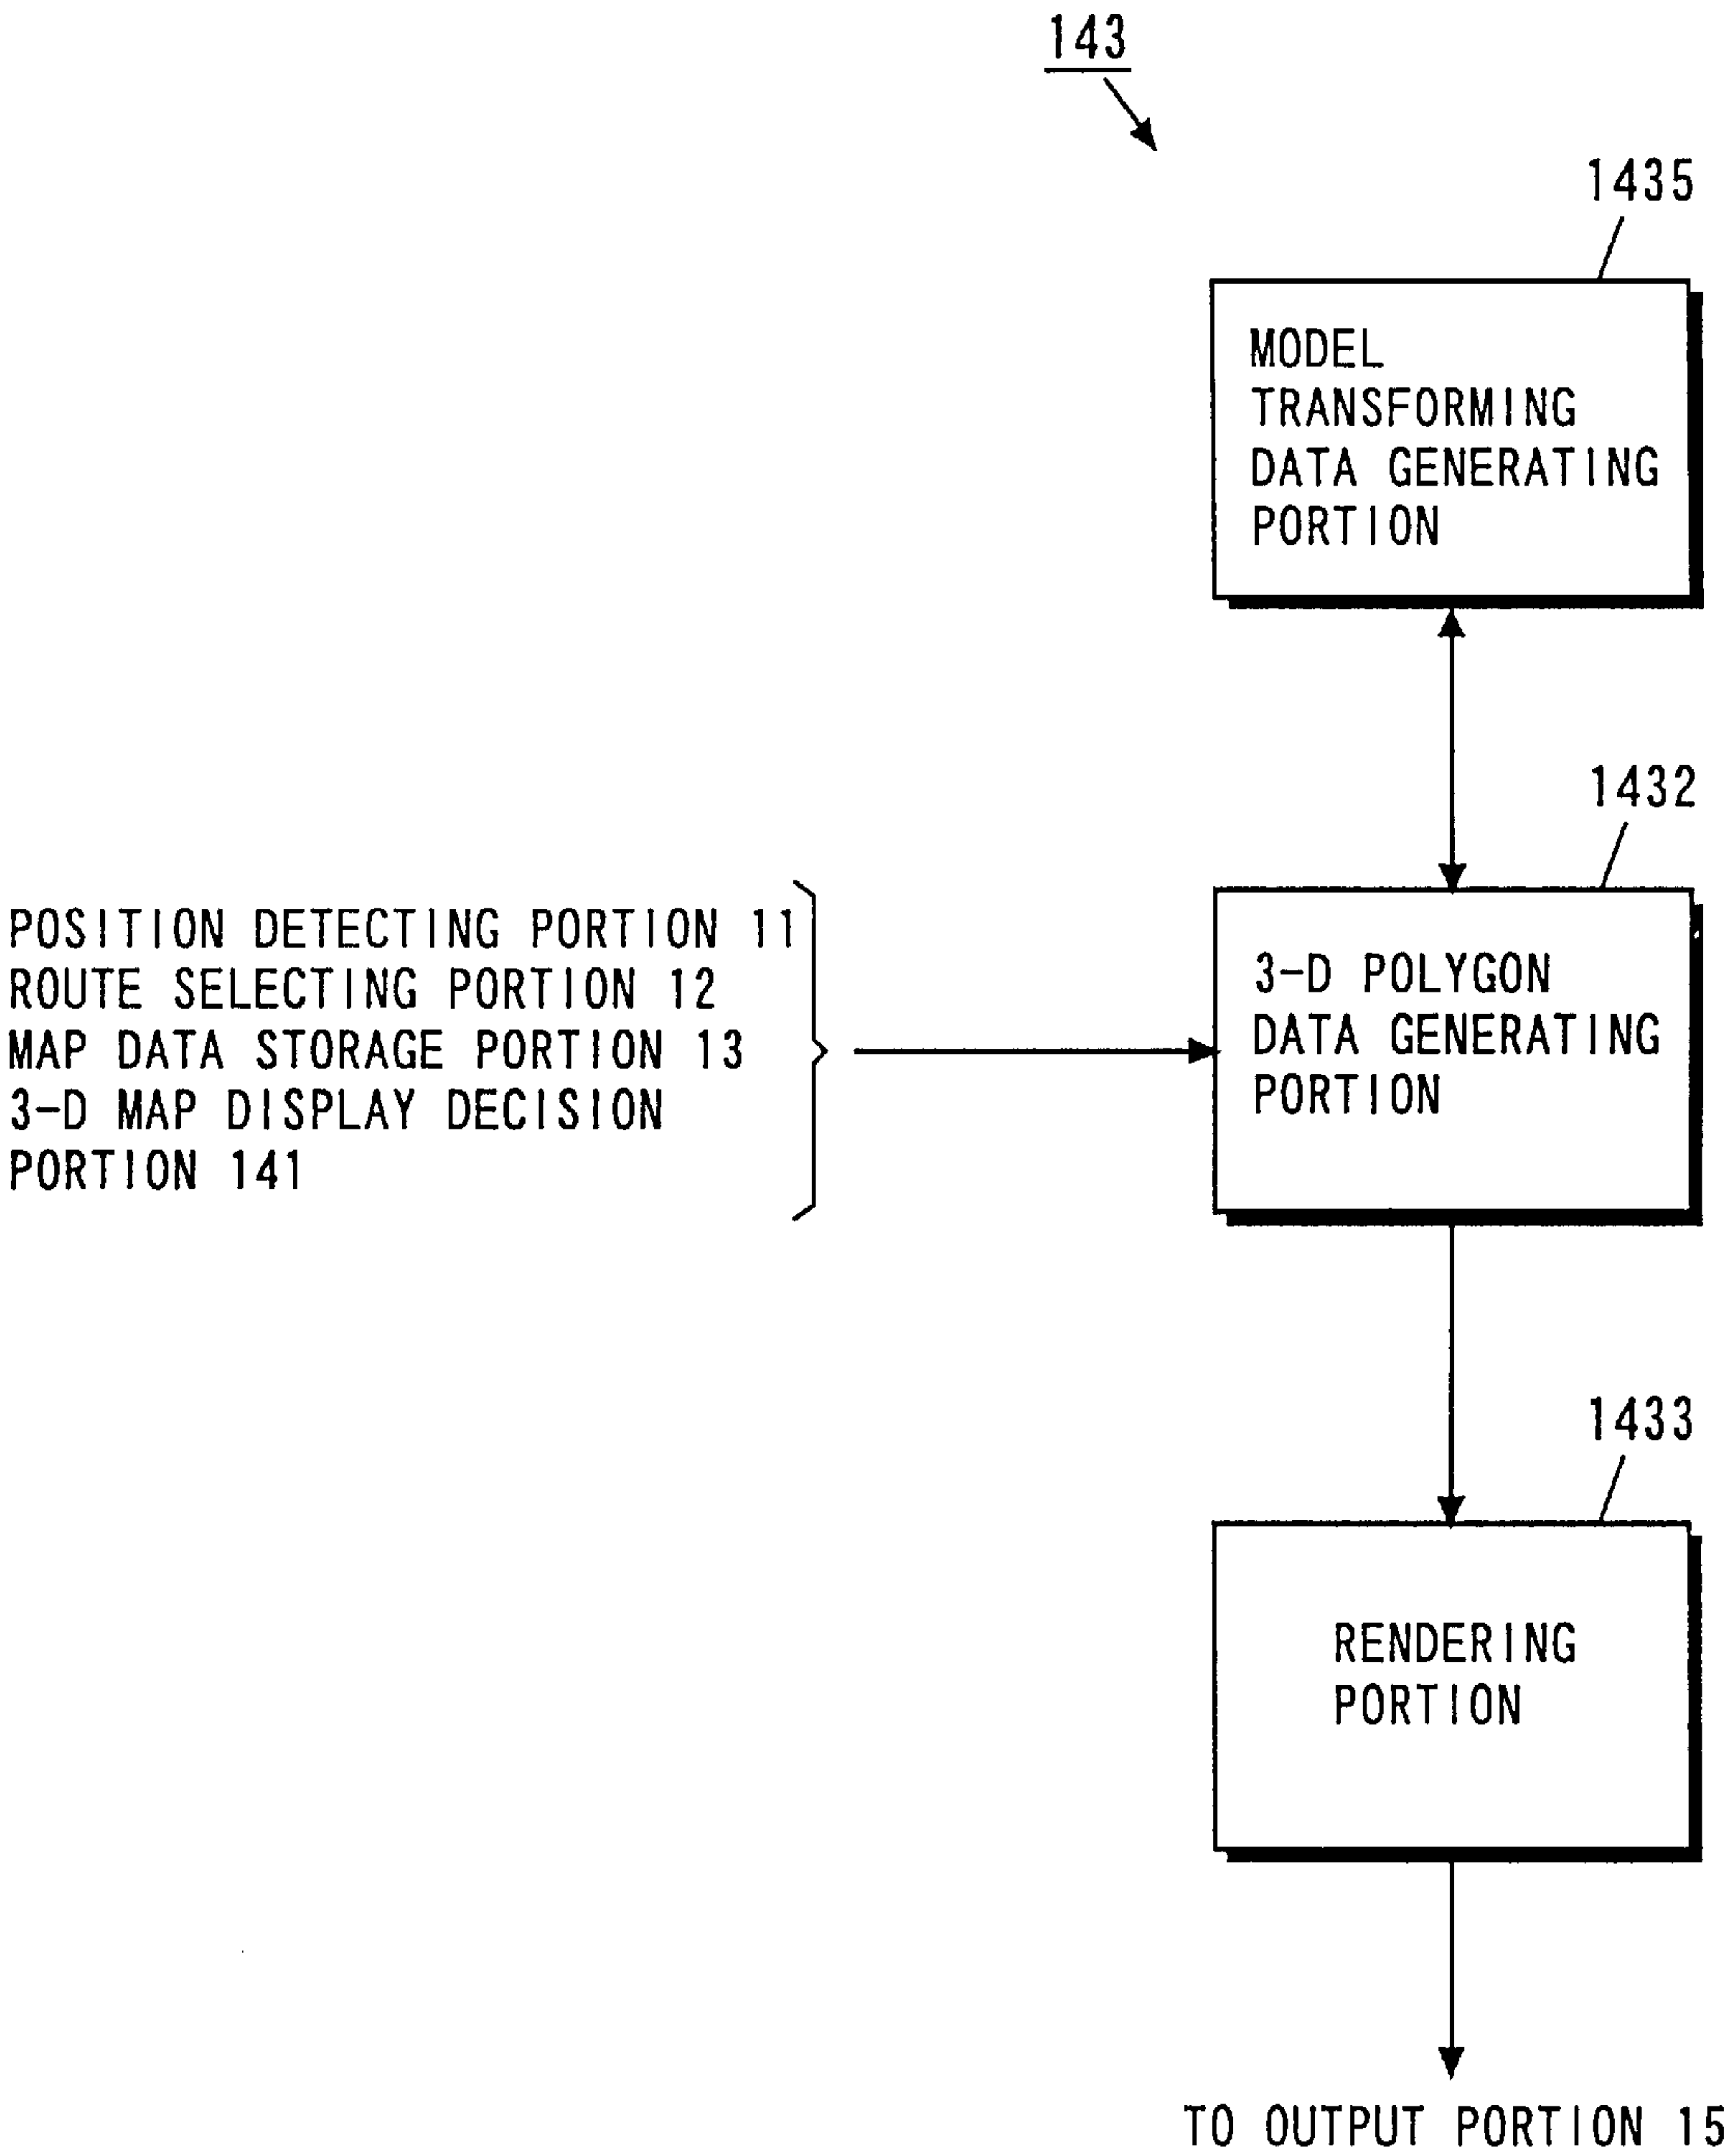 143
1435
MODEL
TRANSFORMING
DATA GENERATING
PORTION
1432
POSITION DETECTING PORTION 11
ROUTE SELECTING PORTION 12
MAP DATA STORAGE PORTION 13
3-D MAP DISPLAY DECISION
PORTION 141
3-D POLYGON
DATA GENERATING
PORTION
1433
RENDERING
PORTION
TO OUTPUT PORTION 15